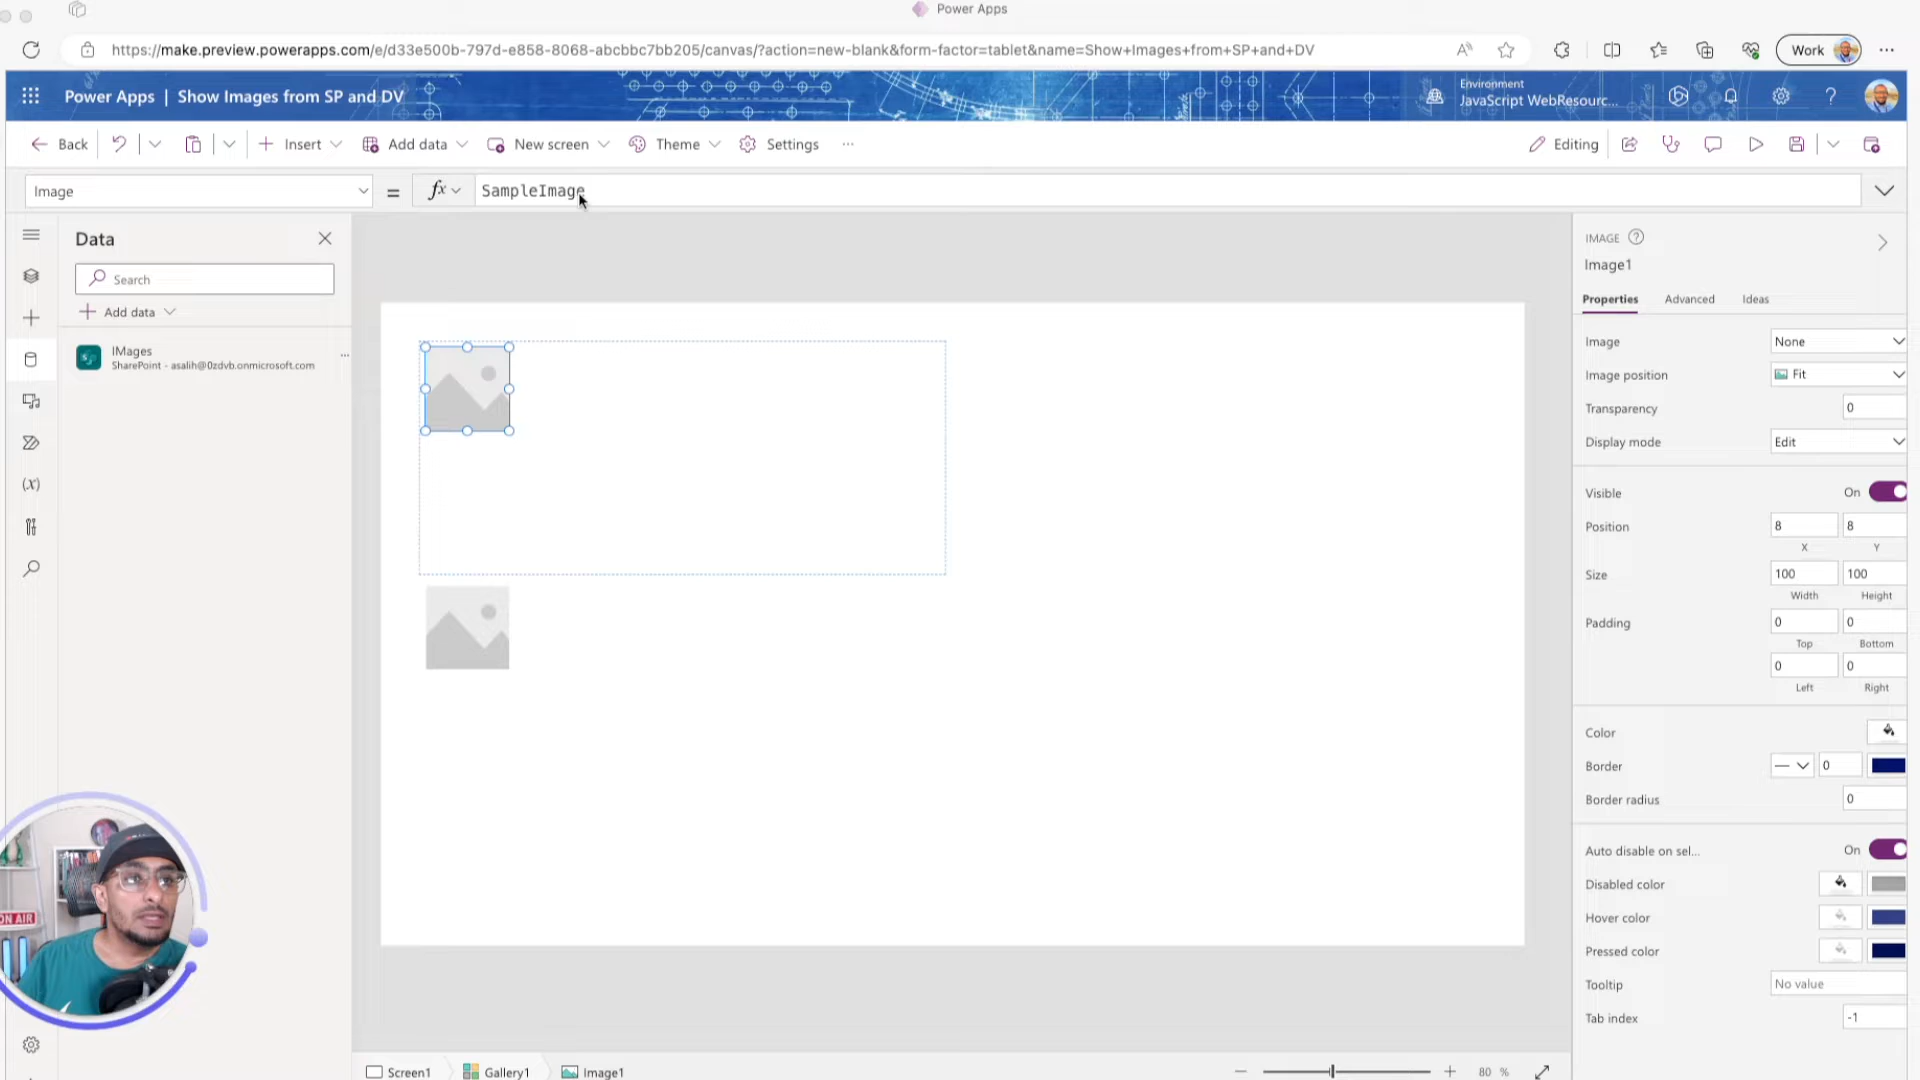 Power Apps
https://make.preview.powerapps.com/e/d33e500b-797d-e858-8068-abcbbc7bb205/canvas/?action=new-blank&form-factor=tablet&name=Show+Images+from+SP+and+DV
Work
Power Apps | Show Images from SP and DV
Environment
JavaScript WebResourc...
Back
Insert
Add data
New screen
Theme
Settings
Editing
Image
=
fx
SampleImage
Data
Search
Add data
IMages
SharePoint - asalih@0zdvb.onmicrosoft.com
IMAGE
Image1
Properties
Advanced
Ideas
Image
None
Image position
Fit
Transparency
0
Display mode
Edit
Visible
On
Position
8
8
X
Y
Size
100
100
Width
Height
Padding
0
0
Top
Bottom
0
0
Left
Right
Color
Border
0
Border radius
0
Auto disable on sel...
On
Disabled color
Hover color
Pressed color
Tooltip
No value
Tab index
-1
ON AIR
Screen1
Gallery1
Image1
80 %